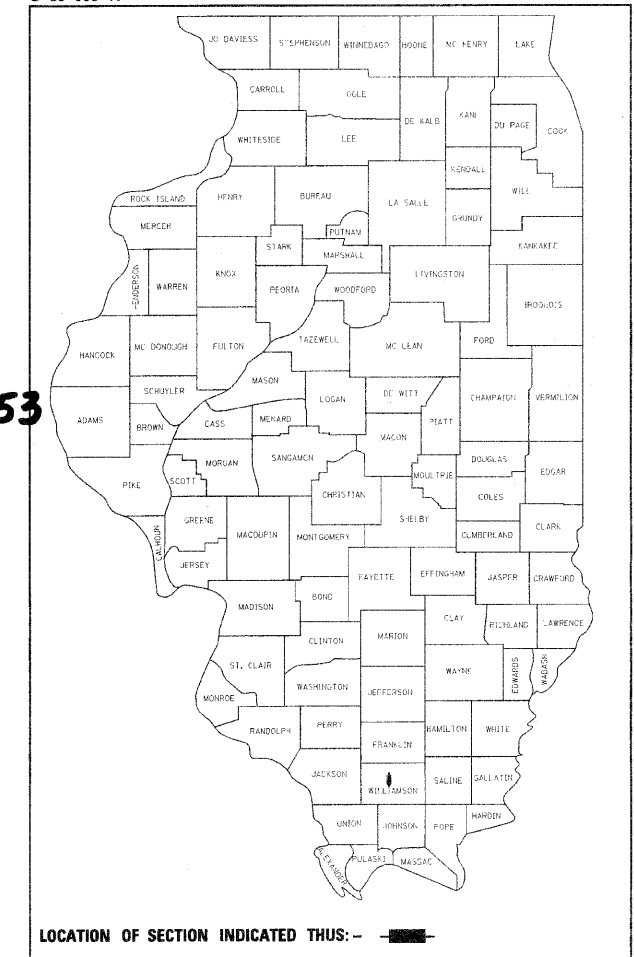 JO DAVIESS STEPHENSON WINNEBAGO BOONE MC HENRY LAKE
CARROLL OGLE DE KALB KANE DU PAGE COOK
WHITESIDE LEE KENDALL WILL
ROCK ISLAND HENRY BUREAU LA SALLE GRUNDY
MERCER PUTNAM KANKAKEE
STARK MARSHALL
HENDERSON WARREN KNOX PEORIA WOODFORD LIVINGSTON IROQUOIS
HANCOCK MC DONOUGH FULTON TAZEWELL MC LEAN FORD
MASON
SCHUYLER LOGAN DE WITT CHAMPAIGN VERMILION
53
ADAMS BROWN CASS MENARD MACON PIATT
MORGAN SANGAMON DOUGLAS EDGAR
PIKE SCOTT CHRISTIAN MOULTRIE COLES
GREENE MACOUPIN MONTGOMERY SHELBY CUMBERLAND CLARK
CALHOUN JERSEY FAYETTE EFFINGHAM JASPER CRAWFORD
MADISON BOND CLAY RICHLAND LAWRENCE
CLINTON MARION
ST. CLAIR WAYNE EDWARDS WABASH
MONROE WASHINGTON JEFFERSON
RANDOLPH PERRY HAMILTON WHITE
FRANKLIN
JACKSON WILLIAMSON SALINE GALLATIN
UNION JOHNSON POPE HARDIN
ALEXANDER PULASKI MASSAC
LOCATION OF SECTION INDICATED THUS: -